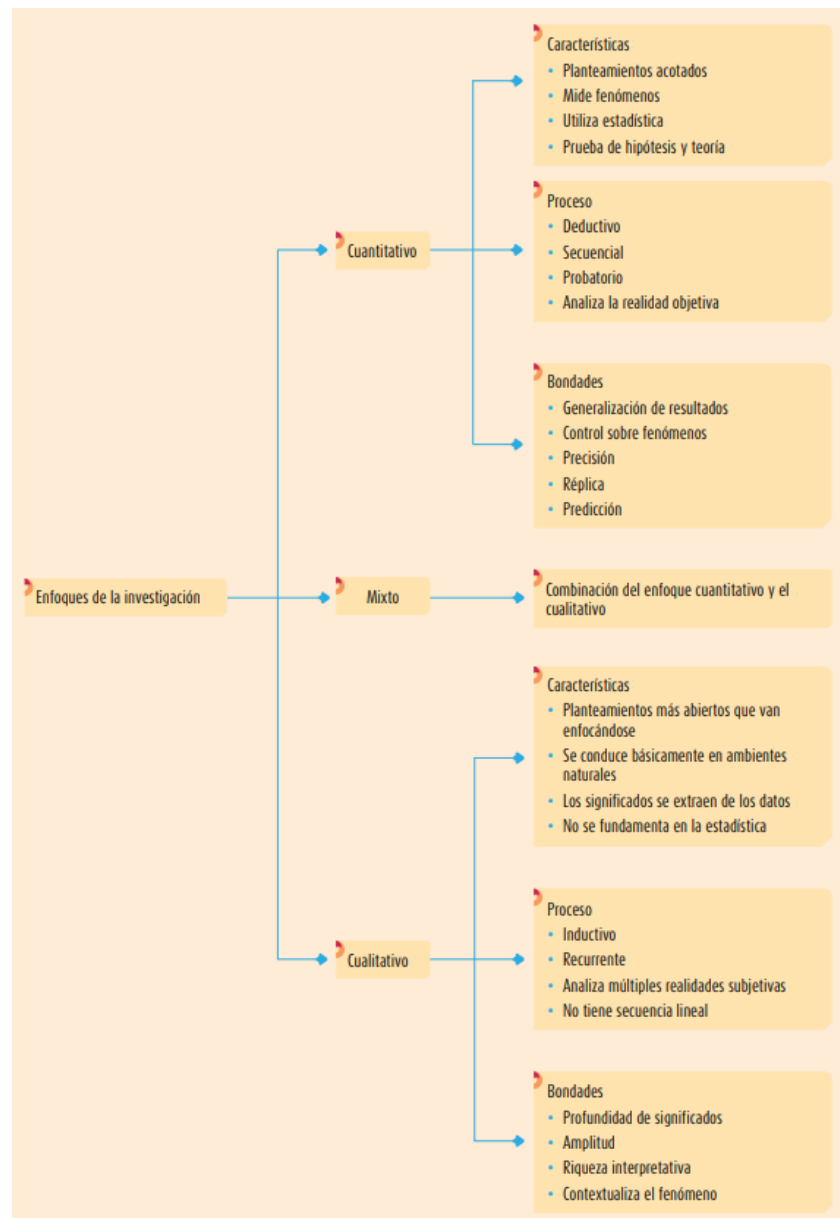 Características
• Planteamientos acotados
• Mide fenómenos
• Utiliza estadística
• Prueba de hipótesis y teoría
Proceso
• Deductivo
• Secuencial
• Probatorio
• Analiza la realidad objetiva
Cuantitativo
Bondades
• Generalización de resultados
• Control sobre fenómenos
• Precisión
• Réplica
• Predicción
Enfoques de la investigación
Mixto
Combinación del enfoque cuantitativo y el
cualitativo
Características
• Planteamientos más abiertos que van
enfocándose
• Se conduce básicamente en ambientes
naturales
• Los significados se extraen de los datos
• No se fundamenta en la estadística
Cualitativo
Proceso
• Inductivo
• Recurrente
• Analiza múltiples realidades subjetivas
• No tiene secuencia lineal
Bondades
• Profundidad de significados
• Amplitud
• Riqueza interpretativa
• Contextualiza el fenómeno